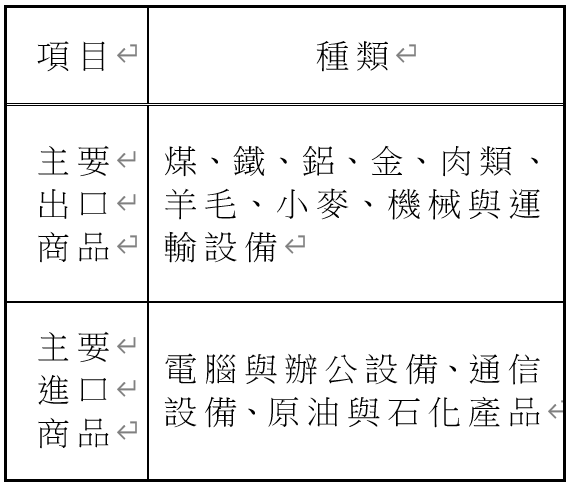 項目
種類
主要
出口
商品
煤、鐵、鋁、金、肉類、
羊毛、小麥、機械與運
輸設備
主要
進口
商品
電腦與辦公設備、通信
設備、原油與石化產品